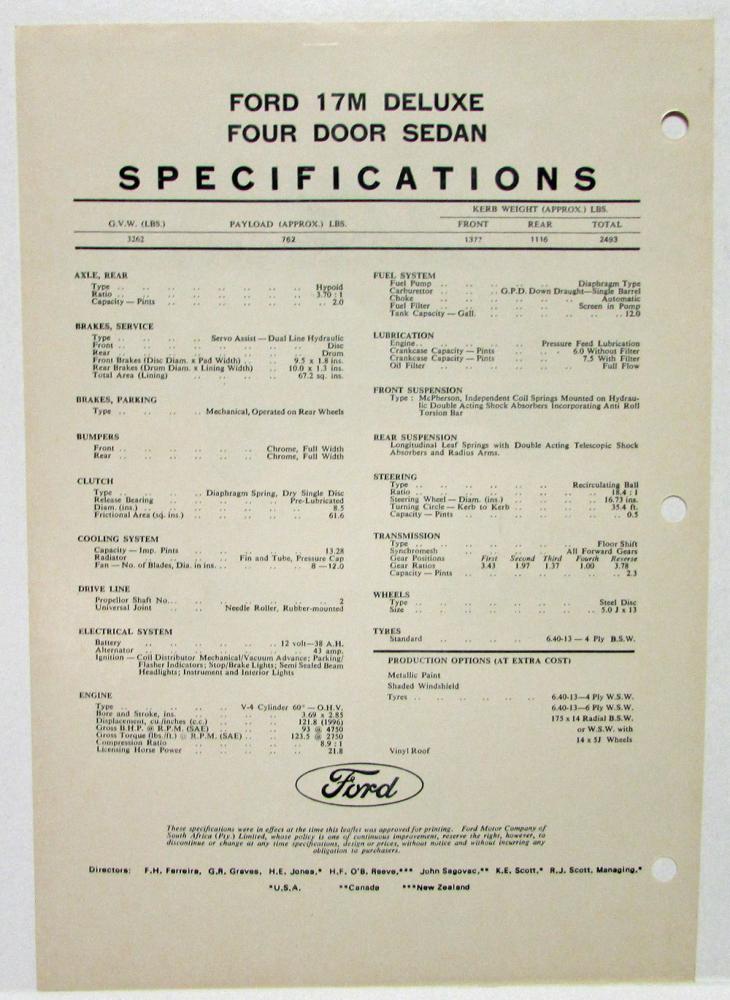 FORD 17M DELUXE
FOUR DOOR SEDAN
SPECIFICATIONS
KERB WEIGHT (APPROX.) LBS.
G.V.W. (LBS.) PAYLOAD (APPROX.) LBS. FRONT REAR TOTAL
3262 762 1377 1116 2493
AXLE, REAR
Type .. .. .. .. .. .. .. Hypoid
Ratio .. .. .. .. .. .. .. 3.70 : 1
Capacity — Pints .. .. .. .. .. .. 2.0
BRAKES, SERVICE
Type .. .. .. .. Servo Assist — Dual Line Hydraulic
Front .. .. .. .. .. .. .. Disc
Rear .. .. .. .. .. .. .. Drum
Front Brakes (Disc Diam. x Pad Width) .. .. 9.5 x 1.8 ins.
Rear Brakes (Drum Diam. x Lining Width) .. 10.0 x 1.3 ins.
Total Area (Lining) .. .. .. .. .. 67.2 sq. ins.
BRAKES, PARKING
Type .. .. .. .. Mechanical, Operated on Rear Wheels
BUMPERS
Front .. .. .. .. .. Chrome, Full Width
Rear .. .. .. .. .. Chrome, Full Width
CLUTCH
Type .. .. .. .. Diaphragm Spring, Dry Single Disc
Release Bearing .. .. .. .. Pre-Lubricated
Diam. (ins.) .. .. .. .. .. .. 8.5
Frictional Area (sq. ins.) .. .. .. .. 61.6
COOLING SYSTEM
Capacity — Imp. Pints .. .. .. .. 13.28
Radiator .. .. .. Fin and Tube, Pressure Cap
Fan — No. of Blades, Dia. in ins. .. .. .. 8 — 12.0
DRIVE LINE
Propellor Shaft No. .. .. .. .. .. 2
Universal Joint .. .. Needle Roller, Rubber-mounted
ELECTRICAL SYSTEM
Battery .. .. .. .. .. 12 volt—38 A.H.
Alternator .. .. .. .. .. .. 43 amp.
Ignition — Coil Distributor Mechanical/Vacuum Advance; Parking/
Flasher Indicators; Stop/Brake Lights; Semi Sealed Beam
Headlights; Instrument and Interior Lights
ENGINE
Type .. .. .. .. V-4 Cylinder 60° — O.H.V.
Bore and Stroke, ins. .. .. .. .. 3.69 x 2.85
Displacement, cu./inches (c.c.) .. .. .. 121.8 (1996)
Gross B.H.P. @ R.P.M. (SAE) .. .. .. 93 @ 4750
Gross Torque (lbs./ft.) @ R.P.M. (SAE) .. .. 123.5 @ 2750
Compression Ratio .. .. .. .. .. 8.9 : 1
Licensing Horse Power .. .. .. .. .. 21.8
FUEL SYSTEM
Fuel Pump .. .. .. .. .. Diaphragm Type
Carburettor .. .. .. G.P.D. Down Draught—Single Barrel
Choke .. .. .. .. .. .. Automatic
Fuel Filter .. .. .. .. .. Screen in Pump
Tank Capacity — Gall. .. .. .. .. .. 12.0
LUBRICATION
Engine .. .. .. .. Pressure Feed Lubrication
Crankcase Capacity — Pints .. .. 6.0 Without Filter
Crankcase Capacity — Pints .. .. .. 7.5 With Filter
Oil Filter .. .. .. .. .. .. Full Flow
FRONT SUSPENSION
Type : McPherson, Independent Coil Springs Mounted on Hydrau-
lic Double Acting Shock Absorbers Incorporating Anti Roll
Torsion Bar
REAR SUSPENSION
Longitudinal Leaf Springs with Double Acting Telescopic Shock
Absorbers and Radius Arms.
STEERING
Type .. .. .. .. .. Recirculating Ball
Ratio .. .. .. .. .. .. .. 18.4 : 1
Steering Wheel — Diam. (ins.) .. .. .. 16.73 ins.
Turning Circle — Kerb to Kerb .. .. .. .. 35.4 ft.
Capacity — Pints .. .. .. .. .. .. 0.5
TRANSMISSION
Type .. .. .. .. .. .. Floor Shift
Synchromesh .. .. .. .. All Forward Gears
Gear Positions First Second Third Fourth Reverse
Gear Ratios 3.43 1.97 1.37 1.00 3.78
Capacity — Pints .. .. .. .. .. .. 2.3
WHEELS
Type .. .. .. .. .. .. Steel Disc
Size .. .. .. .. .. .. 5.0 J x 13
TYRES
Standard .. .. .. .. 6.40-13 — 4 Ply B.S.W.
PRODUCTION OPTIONS (AT EXTRA COST)
Metallic Paint
Shaded Windshield
Tyres .. .. .. .. .. .. 6.40-13—4 Ply W.S.W.
6.40-13—6 Ply W.S.W.
175 x 14 Radial B.S.W.
or W.S.W. with
14 x 5J Wheels
Vinyl Roof
Ford
These specifications were in effect at the time this leaflet was approved for printing. Ford Motor Company of
South Africa (Pty.) Limited, whose policy is one of continuous improvement, reserve the right, however, to
discontinue or change at any time specifications, design or prices, without notice and without incurring any
obligation to purchasers.
Directors: F.H. Ferreira, G.R. Graves, H.E. Jones,* H.F. O'B. Reeve,*** John Sagovac,** K.E. Scott,* R.J. Scott, Managing.*
*U.S.A. **Canada ***New Zealand